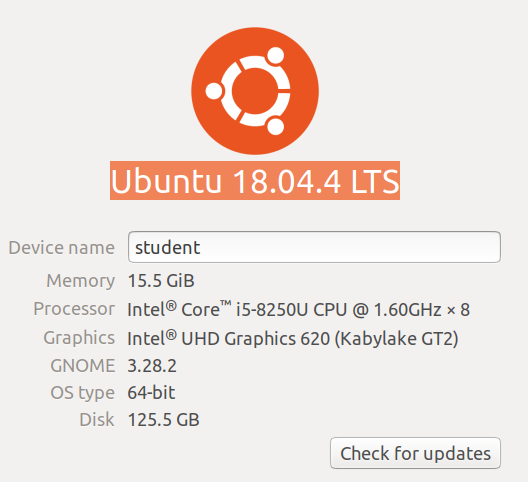 Ubuntu 18.04.4 LTS
Device name student
Memory 15.5 GiB
Processor Intel® Core™ i5-8250U CPU @ 1.60GHz × 8
Graphics Intel® UHD Graphics 620 (Kabylake GT2)
GNOME 3.28.2
OS type 64-bit
Disk 125.5 GB
Check for updates